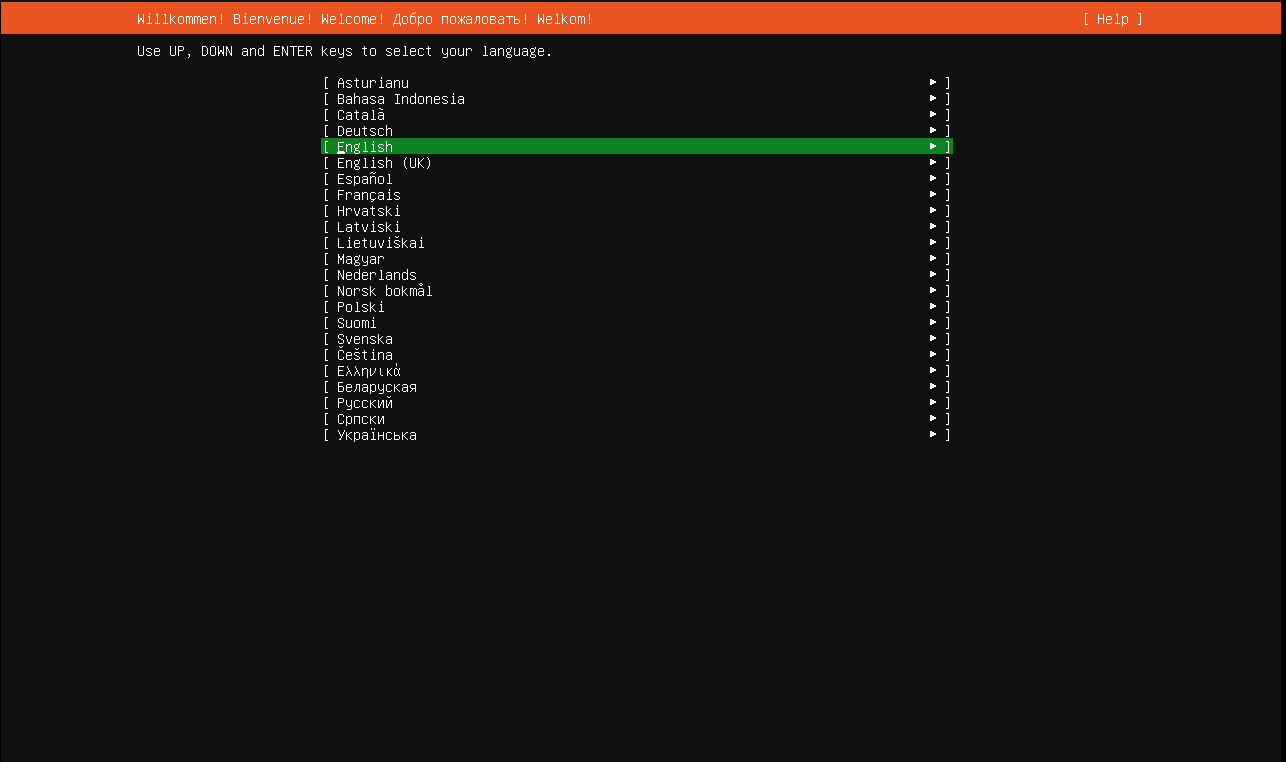 Willkommen! Bienvenue! Welcome! Добро пожаловать! Welkom! [ Help ]
Use UP, DOWN and ENTER keys to select your language.
[ Asturianu ▸ ]
[ Bahasa Indonesia ▸ ]
[ Català ▸ ]
[ Deutsch ▸ ]
[ English ▸ ]
[ English (UK) ▸ ]
[ Español ▸ ]
[ Français ▸ ]
[ Hrvatski ▸ ]
[ Latviski ▸ ]
[ Lietuviškai ▸ ]
[ Magyar ▸ ]
[ Nederlands ▸ ]
[ Norsk bokmål ▸ ]
[ Polski ▸ ]
[ Suomi ▸ ]
[ Svenska ▸ ]
[ Čeština ▸ ]
[ Ελληνικά ▸ ]
[ Беларуская ▸ ]
[ Русский ▸ ]
[ Српски ▸ ]
[ Українська ▸ ]